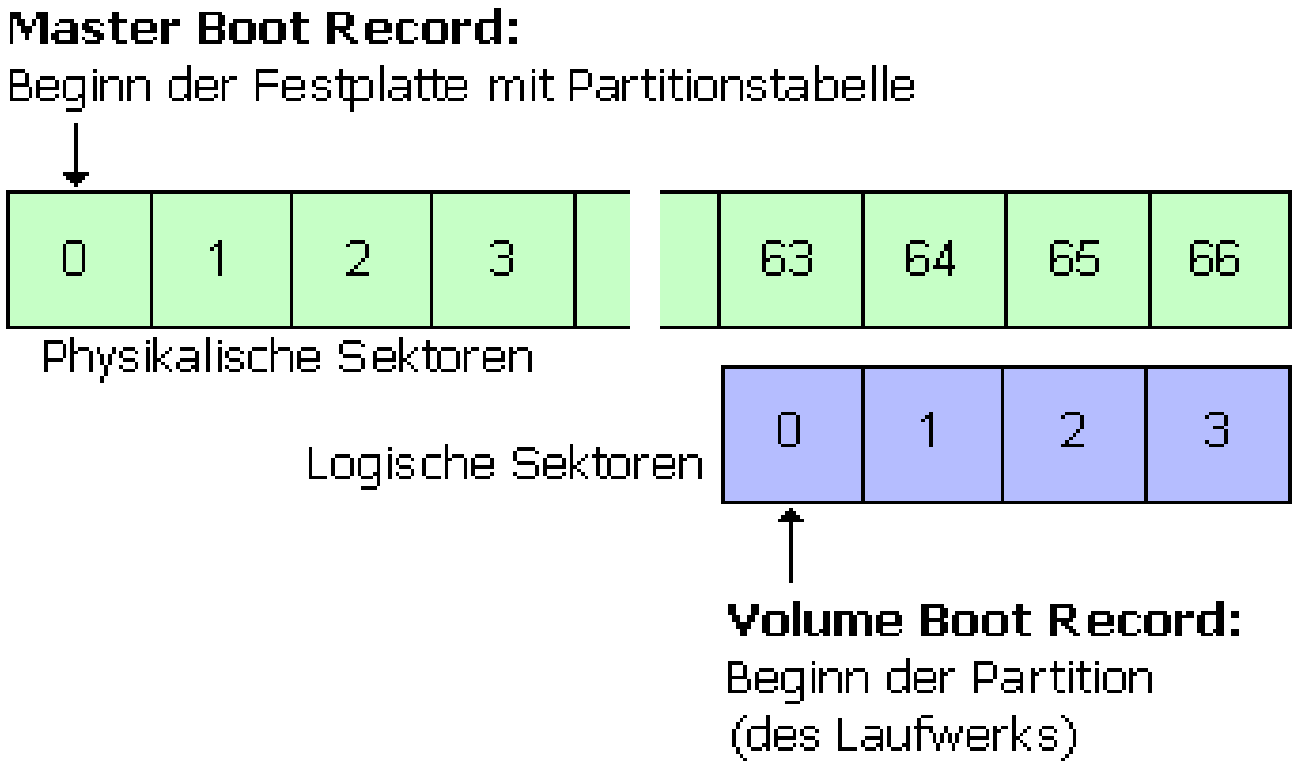 Master Boot Record:
Beginn der Festplatte mit Partitionstabelle
0 1 2 3 63 64 65 66
Physikalische Sektoren
0 1 2 3
Logische Sektoren
Volume Boot Record:
Beginn der Partition
(des Laufwerks)